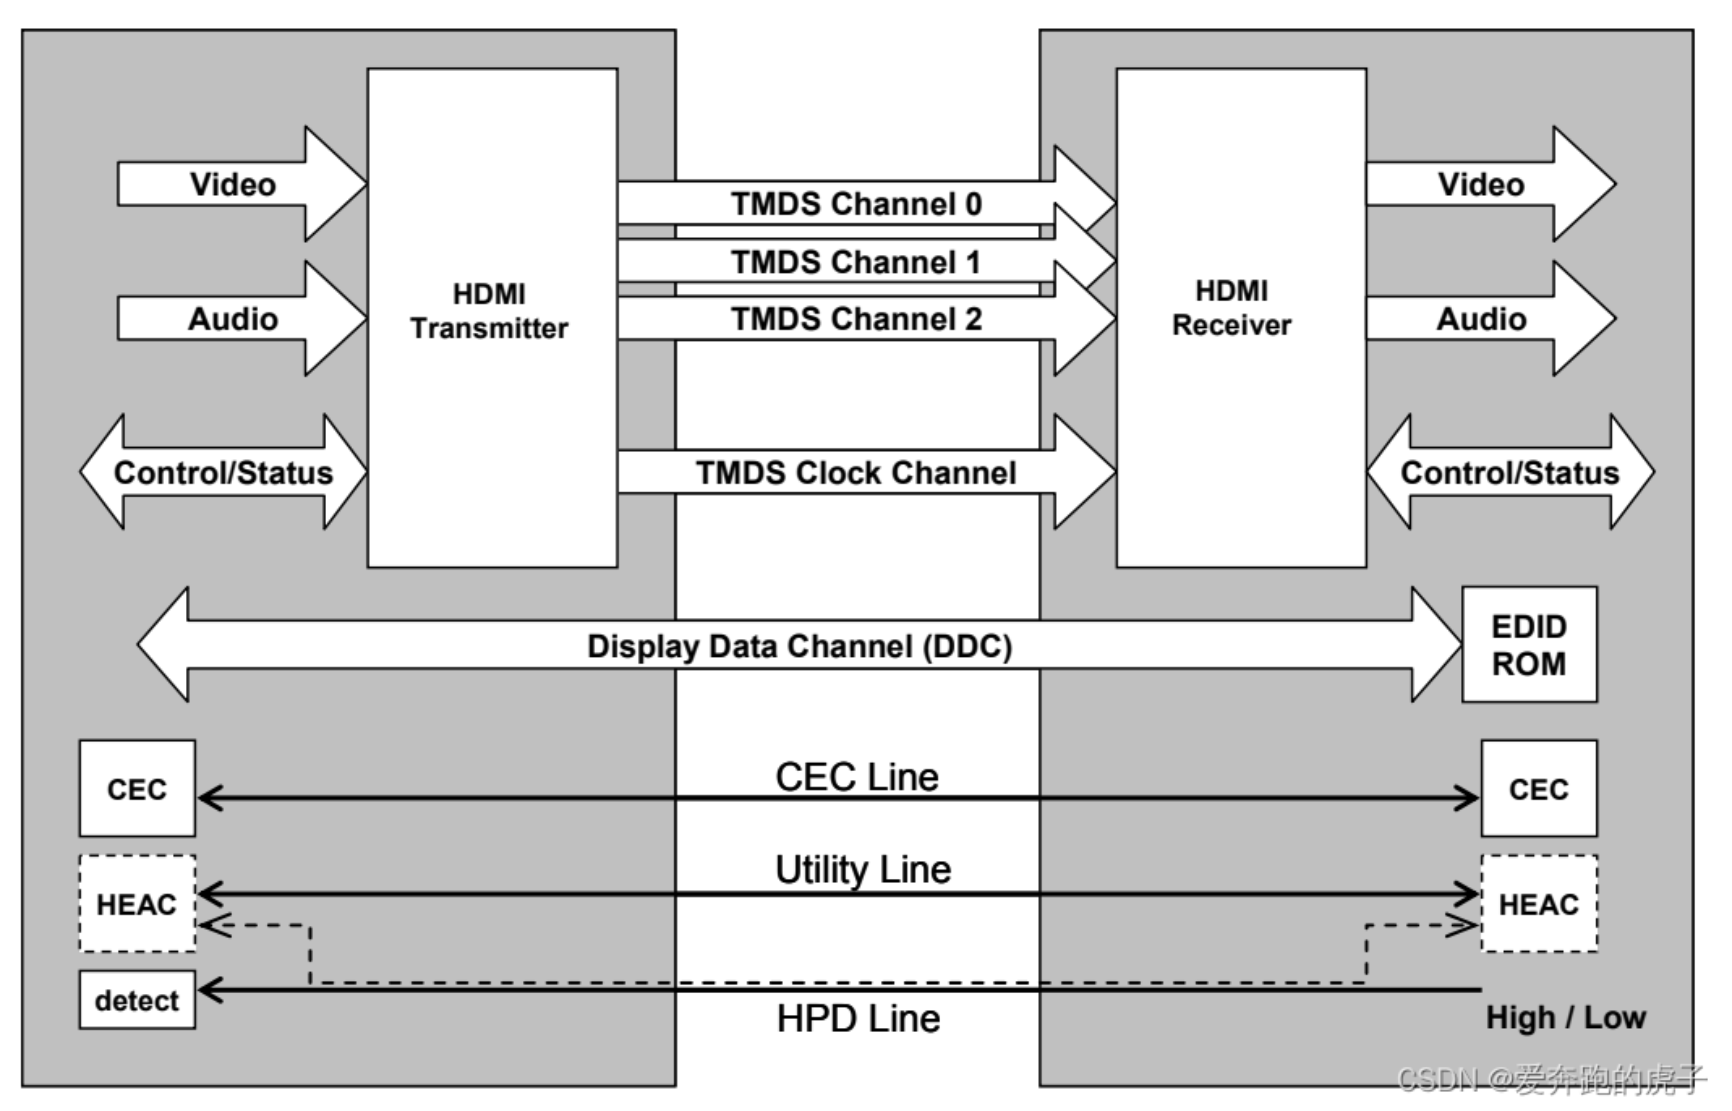 Video
TMDS Channel 0
Video
TMDS Channel 1
HDMI
Transmitter
HDMI
Receiver
Audio
TMDS Channel 2
Audio
Control/Status
TMDS Clock Channel
Control/Status
Display Data Channel (DDC)
EDID
ROM
CEC
CEC Line
CEC
Utility Line
HEAC
HEAC
detect
HPD Line
High / Low
CSDN @爱奔跑的虎子